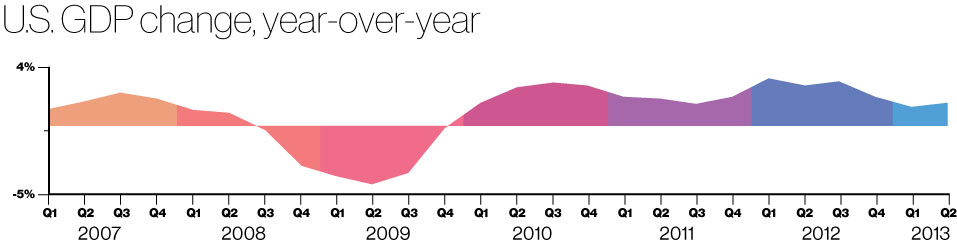 U.S. GDP change, year-over-year
4%
-5%
Q1 Q2 Q3 Q4 Q1 Q2 Q3 Q4 Q1 Q2 Q3 Q4 Q1 Q2 Q3 Q4 Q1 Q2 Q3 Q4 Q1 Q2 Q3 Q4 Q1 Q2
2007 2008 2009 2010 2011 2012 2013